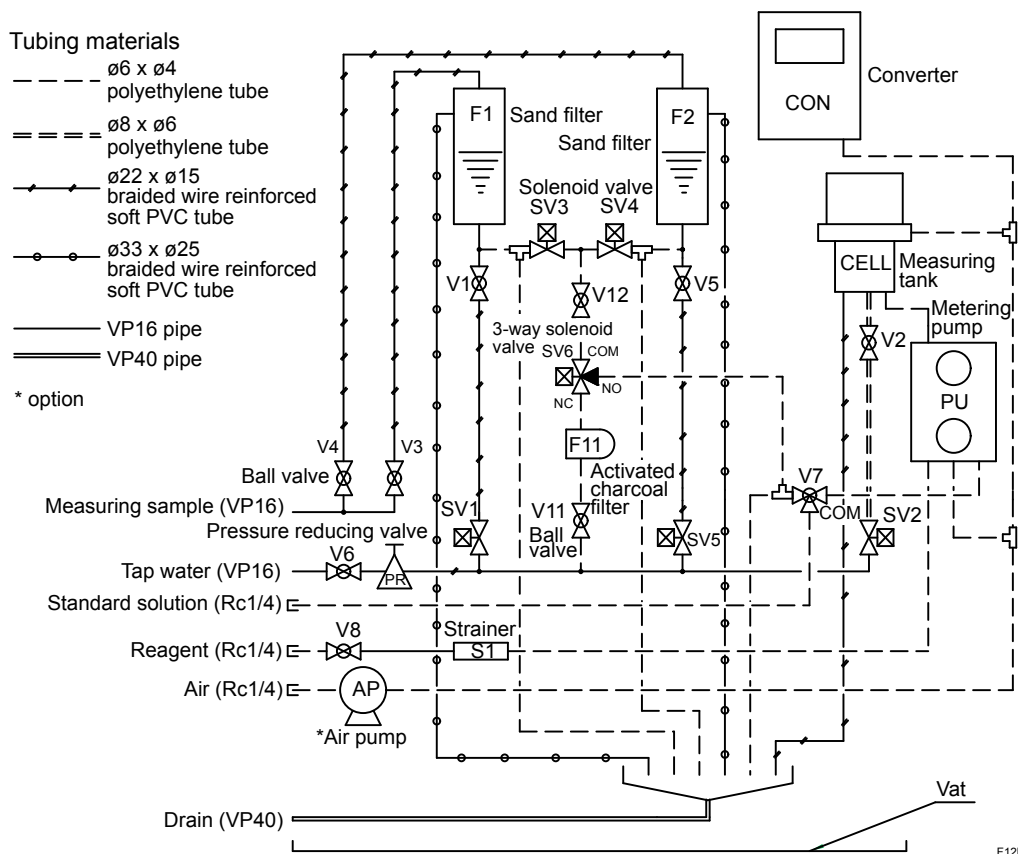 Tubing materials
ø6 x ø4
polyethylene tube
ø8 x ø6
polyethylene tube
ø22 x ø15
braided wire reinforced
soft PVC tube
ø33 x ø25
braided wire reinforced
soft PVC tube
VP16 pipe
VP40 pipe
* option
F1
Sand filter
F2
Sand filter
Solenoid valve
SV3
SV4
CON
Converter
CELL
Measuring
tank
Metering
pump
PU
V1
V12
V5
V2
3-way solenoid
valve
SV6
COM
NO
NC
F11
Activated
charcoal
filter
V4
V3
Ball valve
Measuring sample (VP16)
Pressure reducing valve
SV1
V11
Ball
valve
SV5
V7
COM
SV2
V6
PR
Tap water (VP16)
Standard solution (Rc1/4)
V8
Strainer
S1
Reagent (Rc1/4)
Air (Rc1/4)
AP
*Air pump
Drain (VP40)
Vat